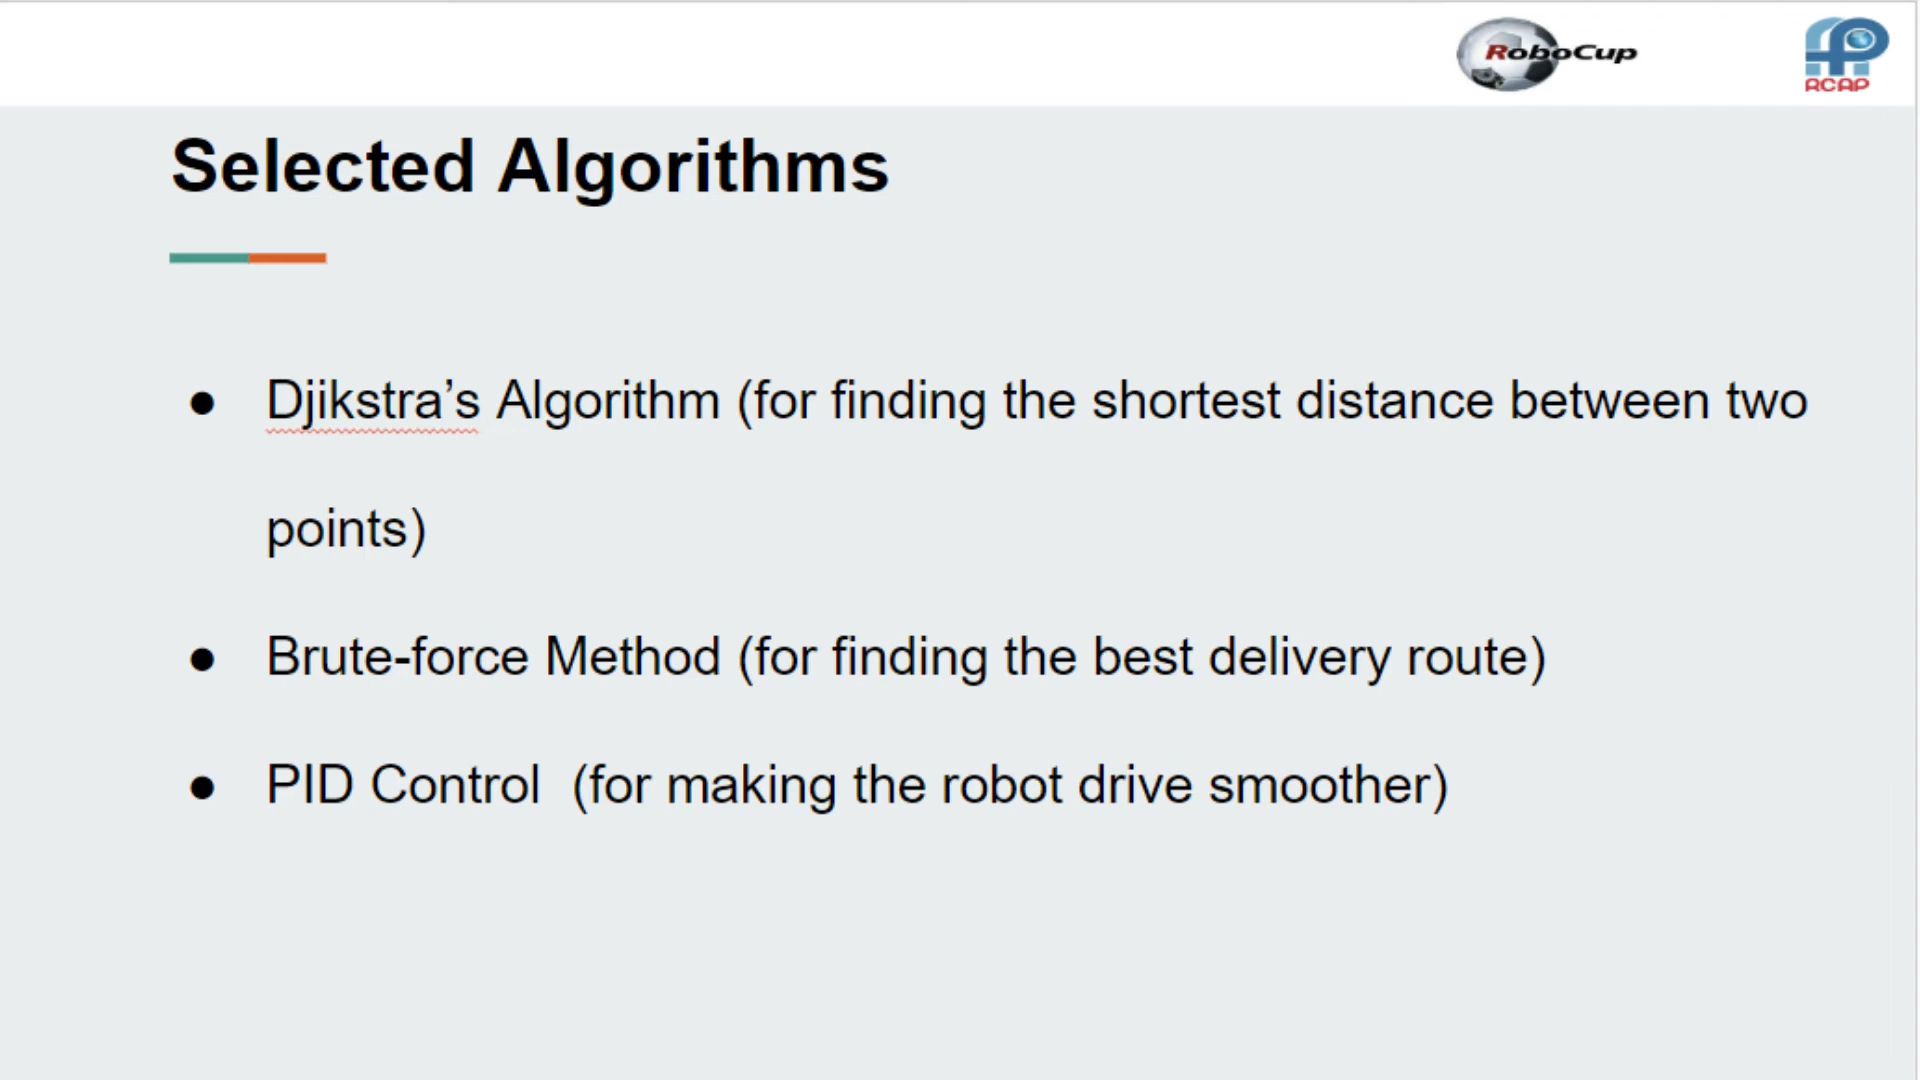 RoboCup
RCAP
Selected Algorithms
● Djikstra’s Algorithm (for finding the shortest distance between two
points)
● Brute-force Method (for finding the best delivery route)
● PID Control  (for making the robot drive smoother)